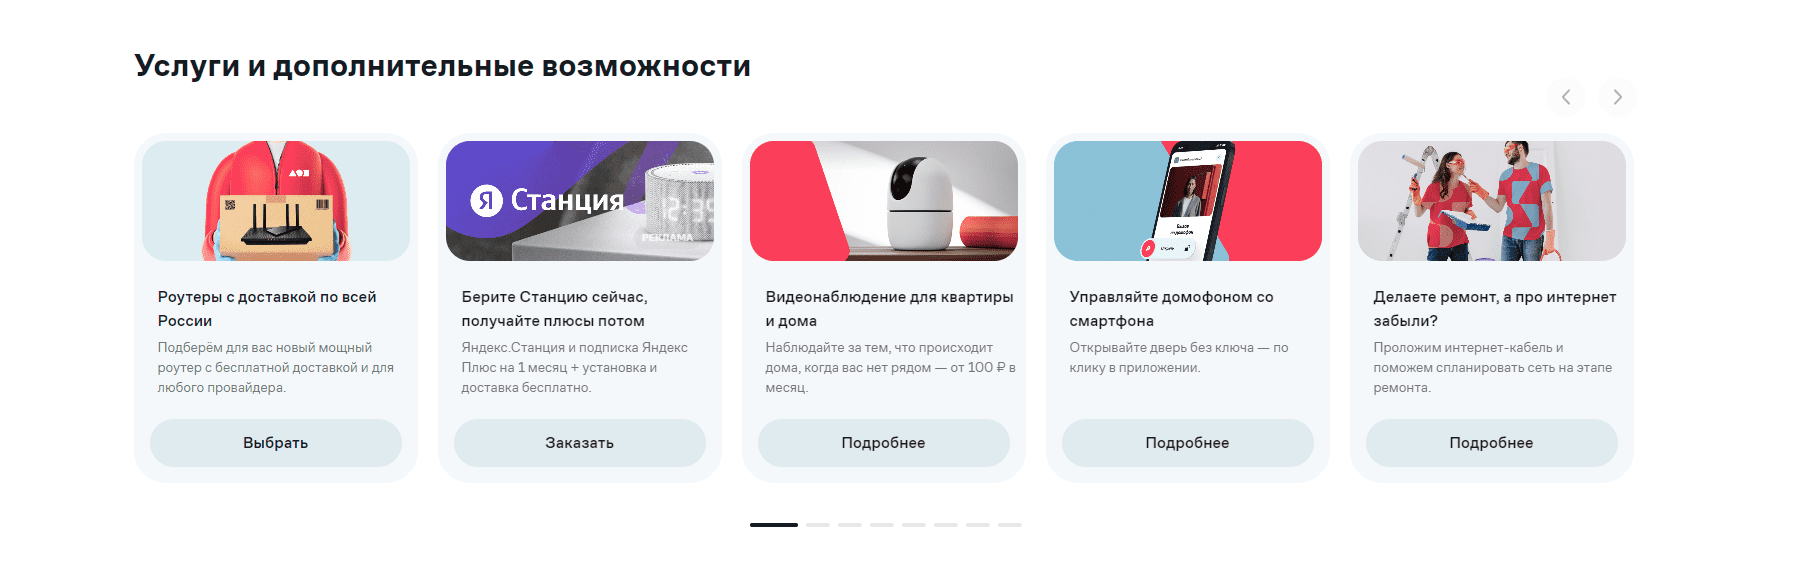 Услуги и дополнительные возможности
Я Станция
РЕКЛАМА
Роутеры с доставкой по всей
России
Подберём для вас новый мощный
роутер с бесплатной доставкой и для
любого провайдера.
Выбрать
Берите Станцию сейчас,
получайте плюсы потом
Яндекс.Станция и подписка Яндекс
Плюс на 1 месяц + установка и
доставка бесплатно.
Заказать
Видеонаблюдение для квартиры
и дома
Наблюдайте за тем, что происходит
дома, когда вас нет рядом — от 100 ₽ в
месяц.
Подробнее
Управляйте домофоном со
смартфона
Открывайте дверь без ключа — по
клику в приложении.
Подробнее
Делаете ремонт, а про интернет
забыли?
Проложим интернет-кабель и
поможем спланировать сеть на этапе
ремонта.
Подробнее